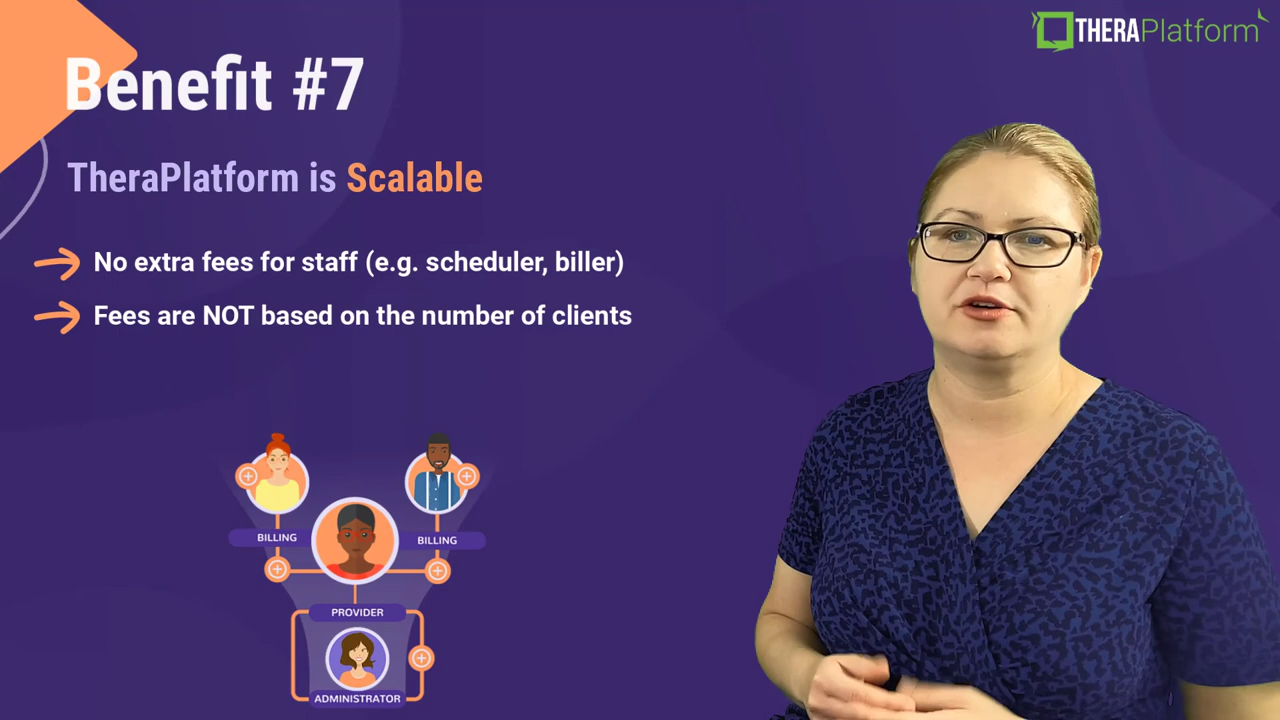 THERAPlatform
Benefit #7
TheraPlatform is Scalable
No extra fees for staff (e.g. scheduler, biller)
Fees are NOT based on the number of clients
BILLING
BILLING
PROVIDER
ADMINISTRATOR